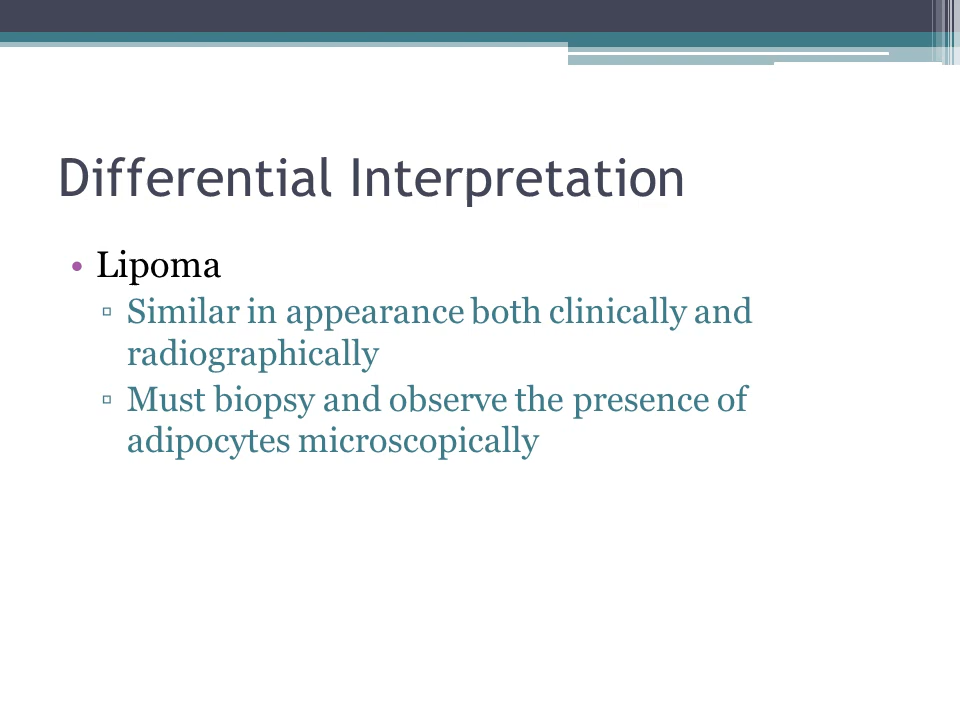 Differential Interpretation
• Lipoma
▫ Similar in appearance both clinically and
radiographically
▫ Must biopsy and observe the presence of
adipocytes microscopically